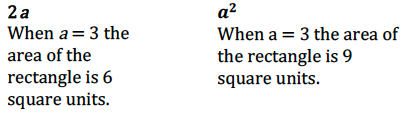 2a
When a = 3 the
area of the
rectangle is 6
square units.
a²
When a = 3 the area of
the rectangle is 9
square units.